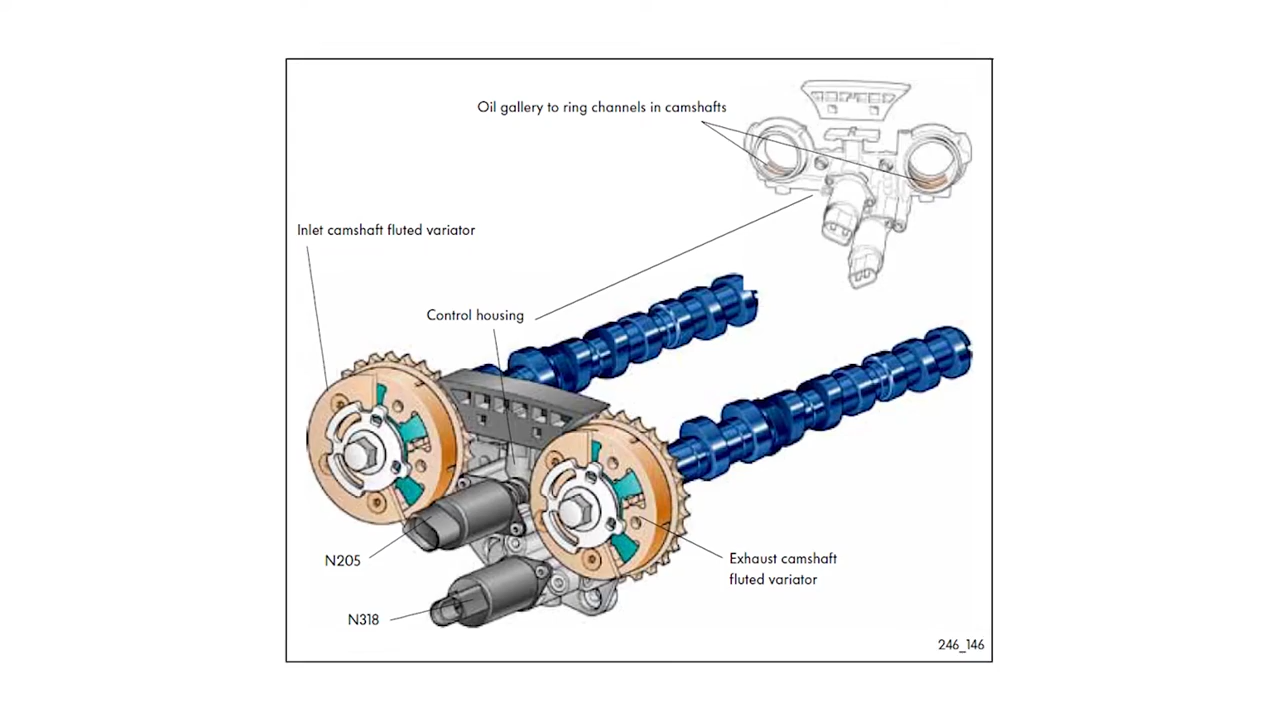 Oil gallery to ring channels in camshafts
Inlet camshaft fluted variator
Control housing
N205
Exhaust camshaft
fluted variator
N318
246_146